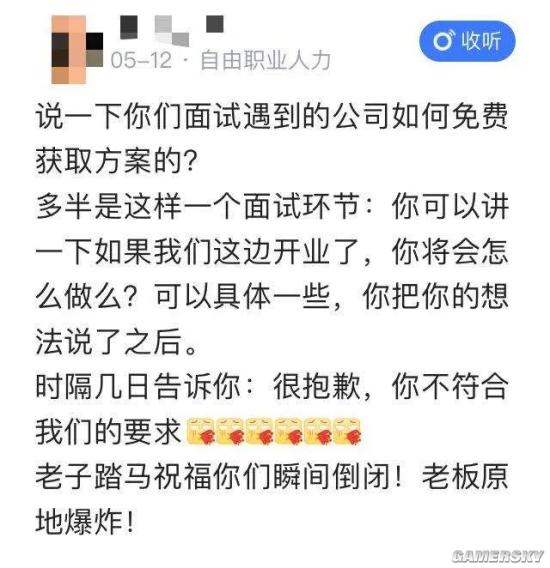 收听
05-12 · 自由职业人力
说一下你们面试遇到的公司如何免费
获取方案的?
多半是这样一个面试环节：你可以讲
一下如果我们这边开业了，你将会怎
么做么？可以具体一些，你把你的想
法说了之后。
时隔几日告诉你：很抱歉，你不符合
我们的要求
老子踏马祝福你们瞬间倒闭！老板原
地爆炸！
GAMERSKY